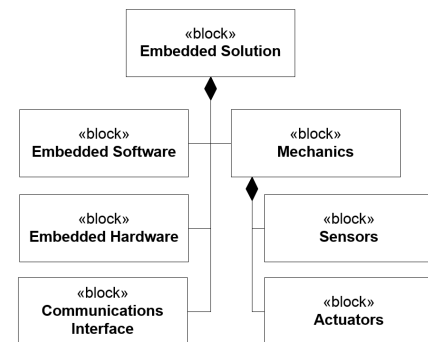 «block»
Embedded Solution
«block»
Embedded Software
«block»
Mechanics
«block»
Embedded Hardware
«block»
Sensors
«block»
Communications
Interface
«block»
Actuators